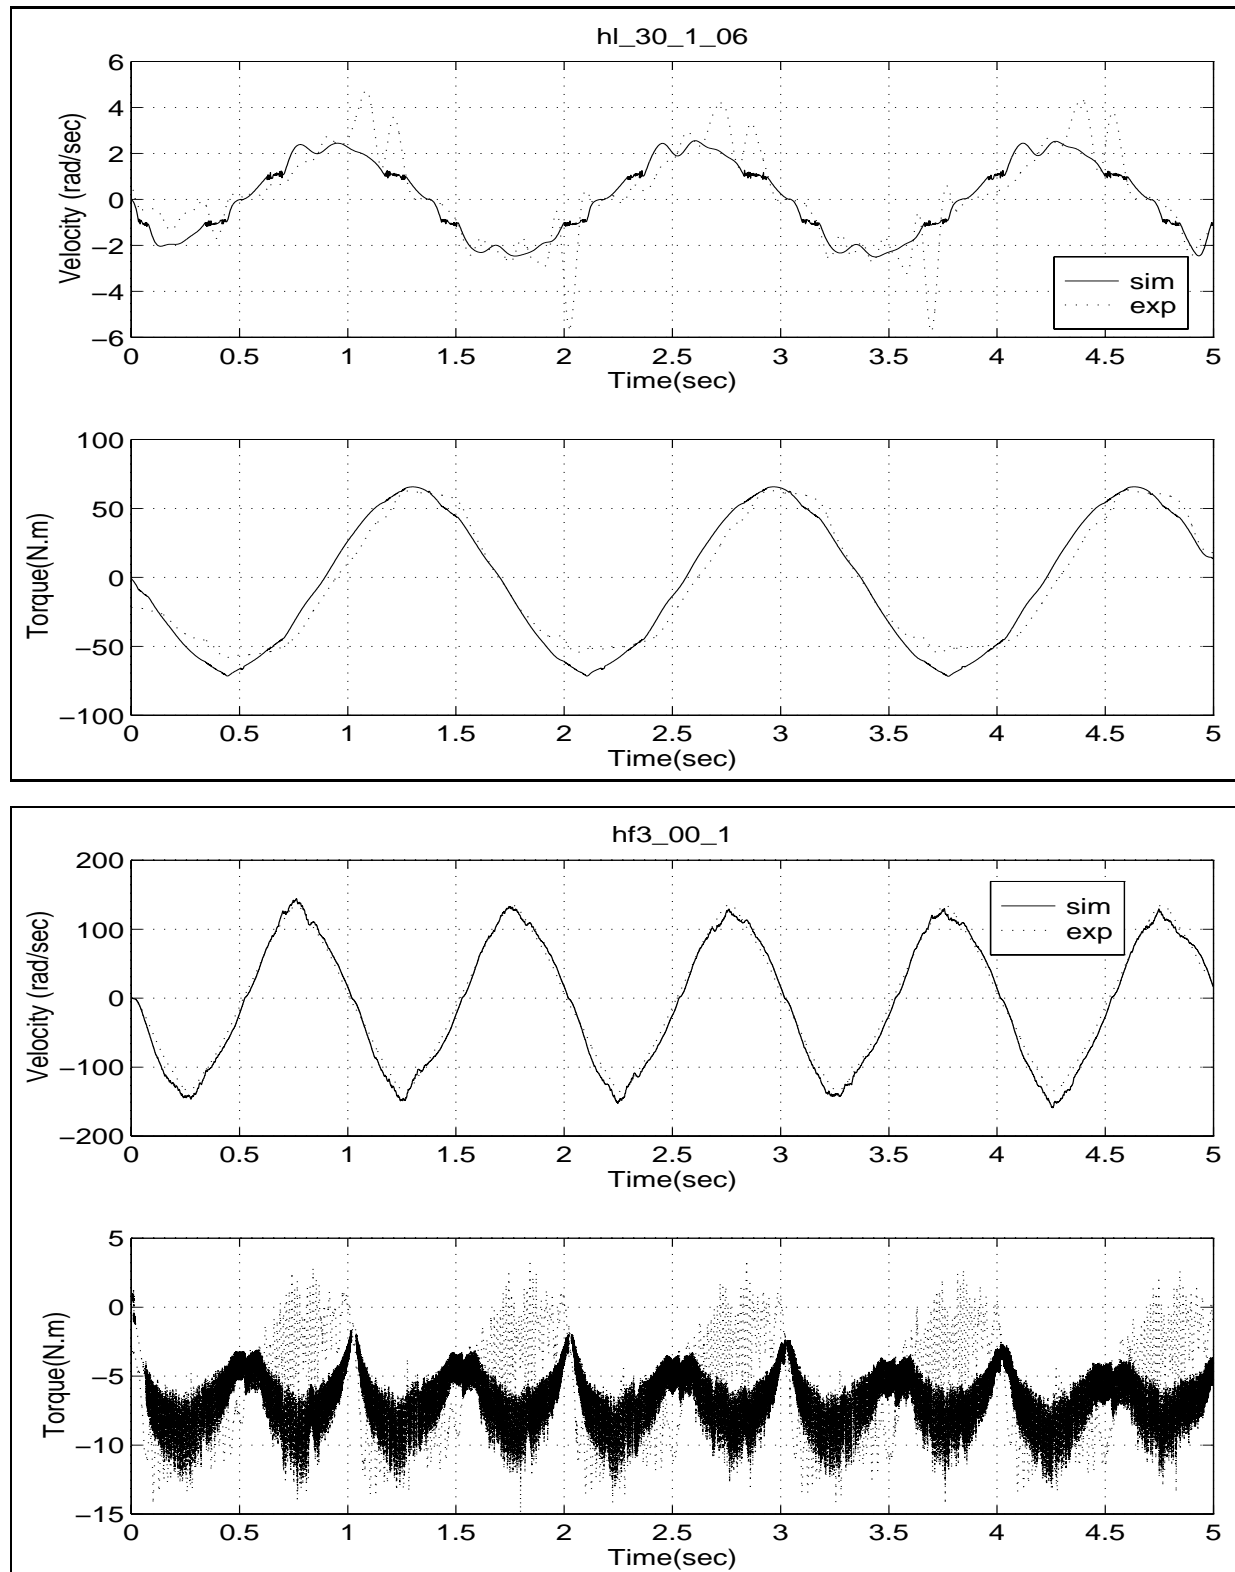 hl_30_1_06
6
4
2
0
−2
−4
−6
Velocity (rad/sec)
sim
exp
0 0.5 1 1.5 2 2.5 3 3.5 4 4.5 5
Time(sec)
100
50
0
−50
−100
Torque(N.m)
0 0.5 1 1.5 2 2.5 3 3.5 4 4.5 5
Time(sec)
hf3_00_1
200
100
0
−100
−200
Velocity (rad/sec)
sim
exp
0 0.5 1 1.5 2 2.5 3 3.5 4 4.5 5
Time(sec)
5
0
−5
−10
−15
Torque(N.m)
0 0.5 1 1.5 2 2.5 3 3.5 4 4.5 5
Time(sec)